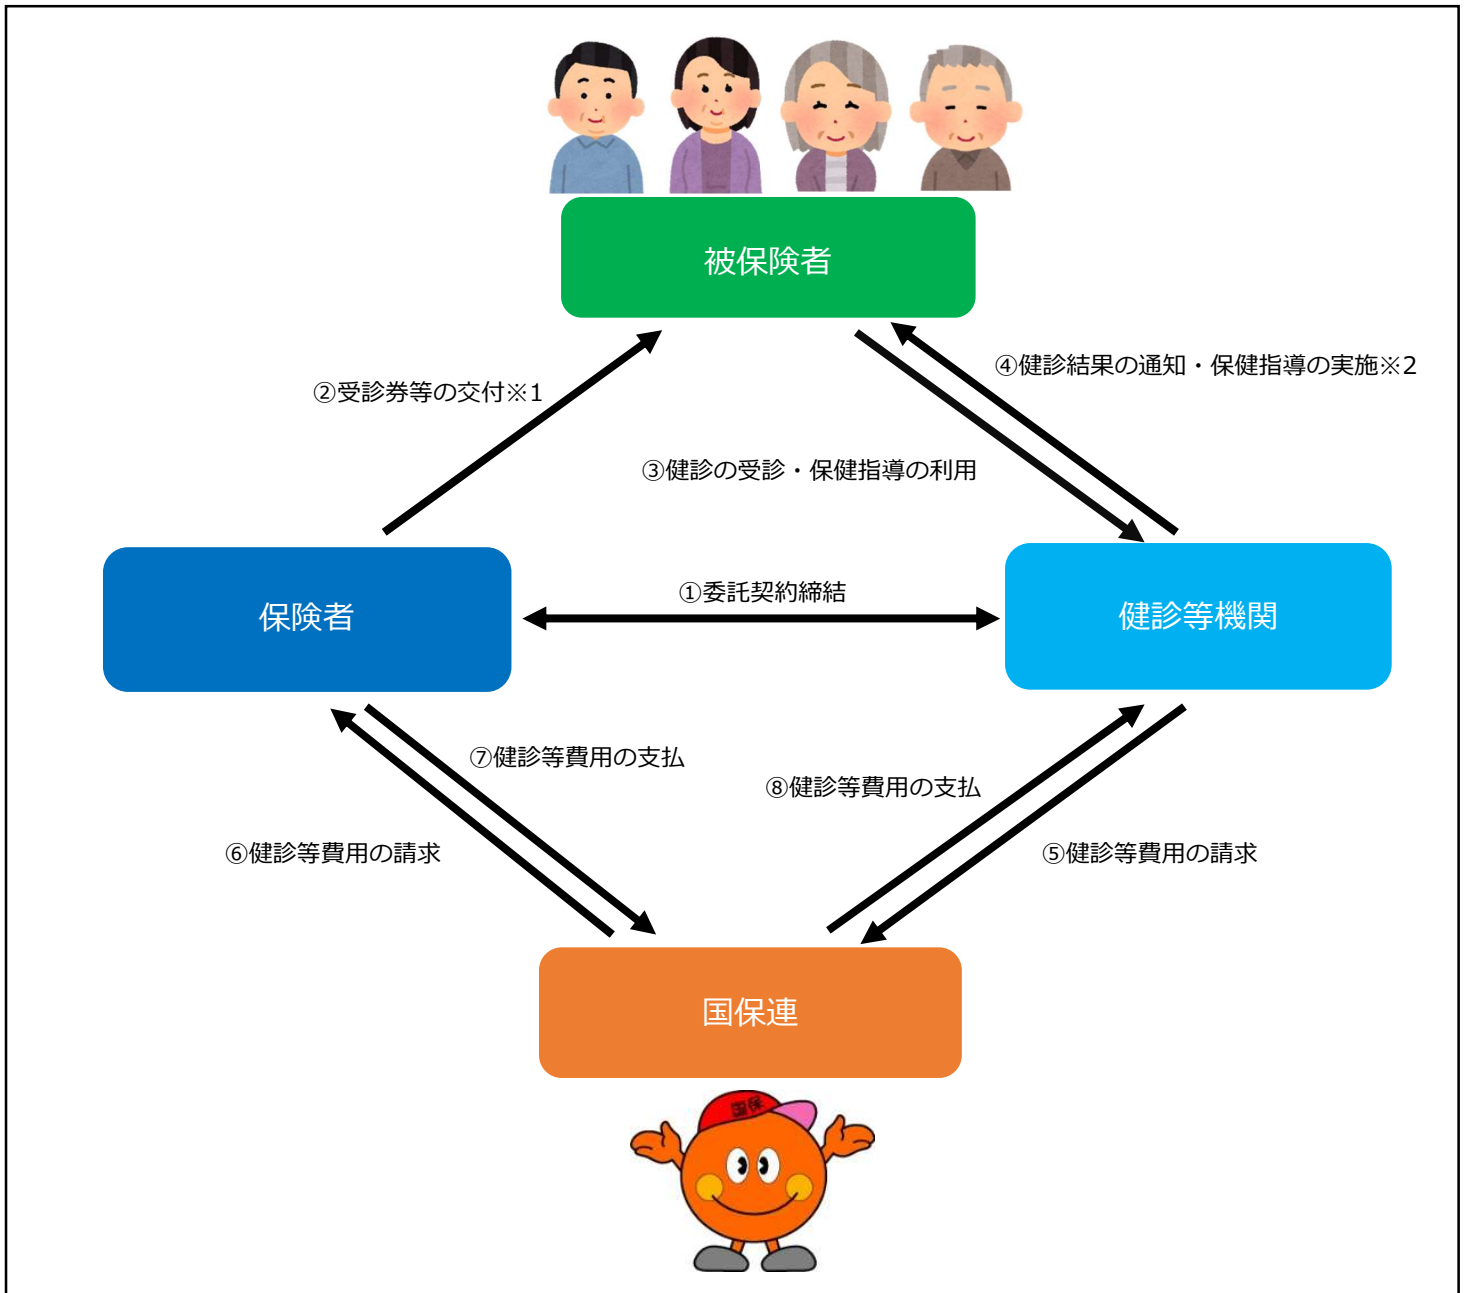 被保険者
④健診結果の通知・保健指導の実施※2
②受診券等の交付※1
③健診の受診・保健指導の利用
①委託契約締結
保険者
健診等機関
⑦健診等費用の支払
⑧健診等費用の支払
⑥健診等費用の請求
⑤健診等費用の請求
国保連
国保